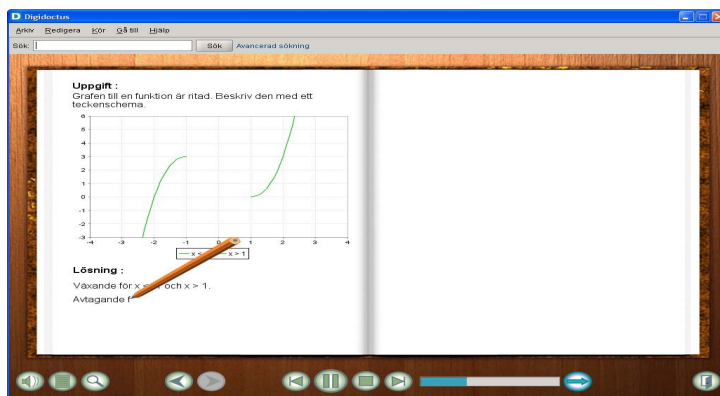 Digidoctus
Arkiv Redigera Kör Gå till Hjälp
Sök: Sök Avancerad sökning
Uppgift :
Grafen till en funktion är ritad. Beskriv den med ett
teckenschema.
6
5
4
3
2
1
0
-1
-2
-3
-4 -3 -2 -1 0 1 2 3 4
x < x > 1
Lösning :
Växande för x < och x > 1.
Avtagande f